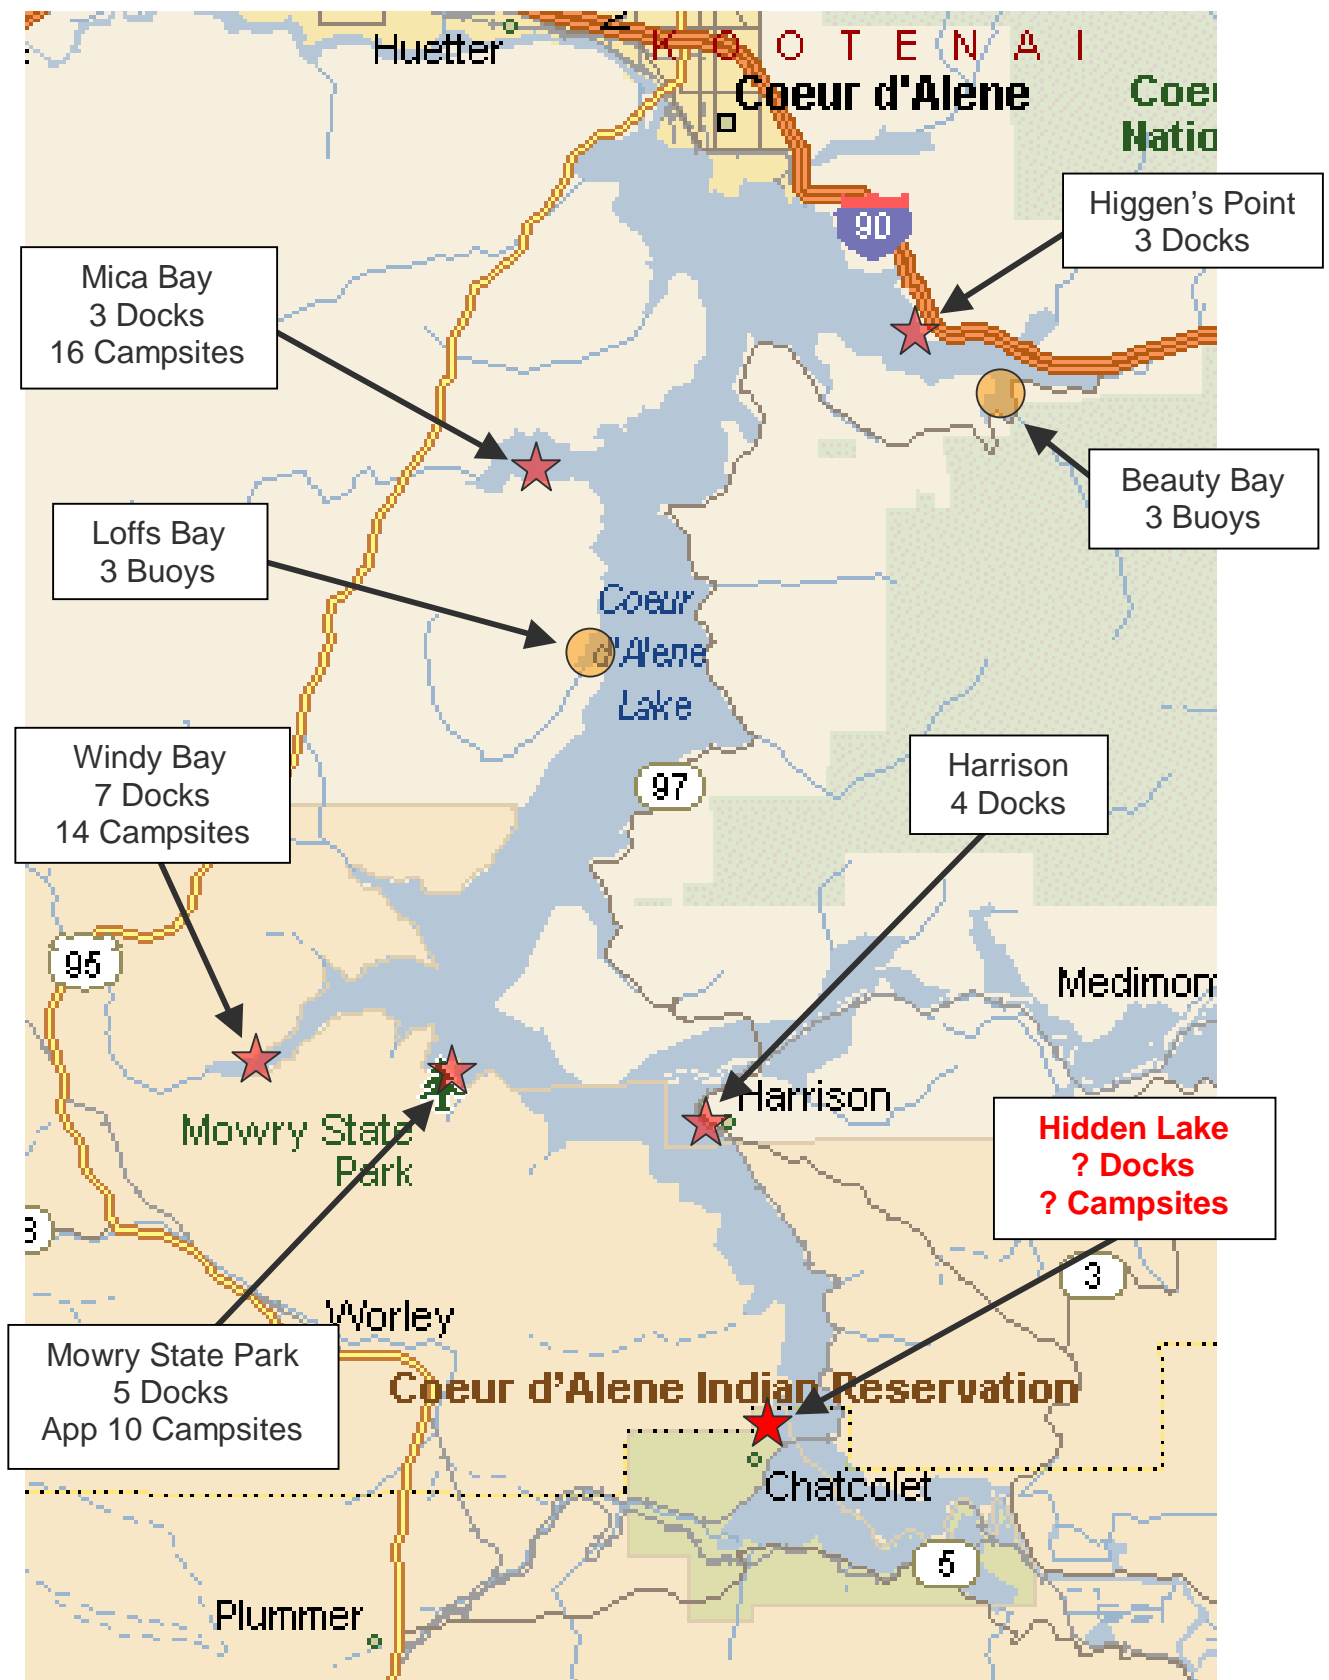 Huetter
K O O T E N A I
Coeur d'Alene
Coeu
Natio
90
Higgen's Point
3 Docks
Mica Bay
3 Docks
16 Campsites
Beauty Bay
3 Buoys
Loffs Bay
3 Buoys
Coeur
d'Alene
Lake
Windy Bay
7 Docks
14 Campsites
97
Harrison
4 Docks
95
Medimon
Harrison
Mowry State
Park
Hidden Lake
? Docks
? Campsites
3
Worley
Mowry State Park
5 Docks
App 10 Campsites
Coeur d'Alene Indian Reservation
Chatcolet
5
Plummer